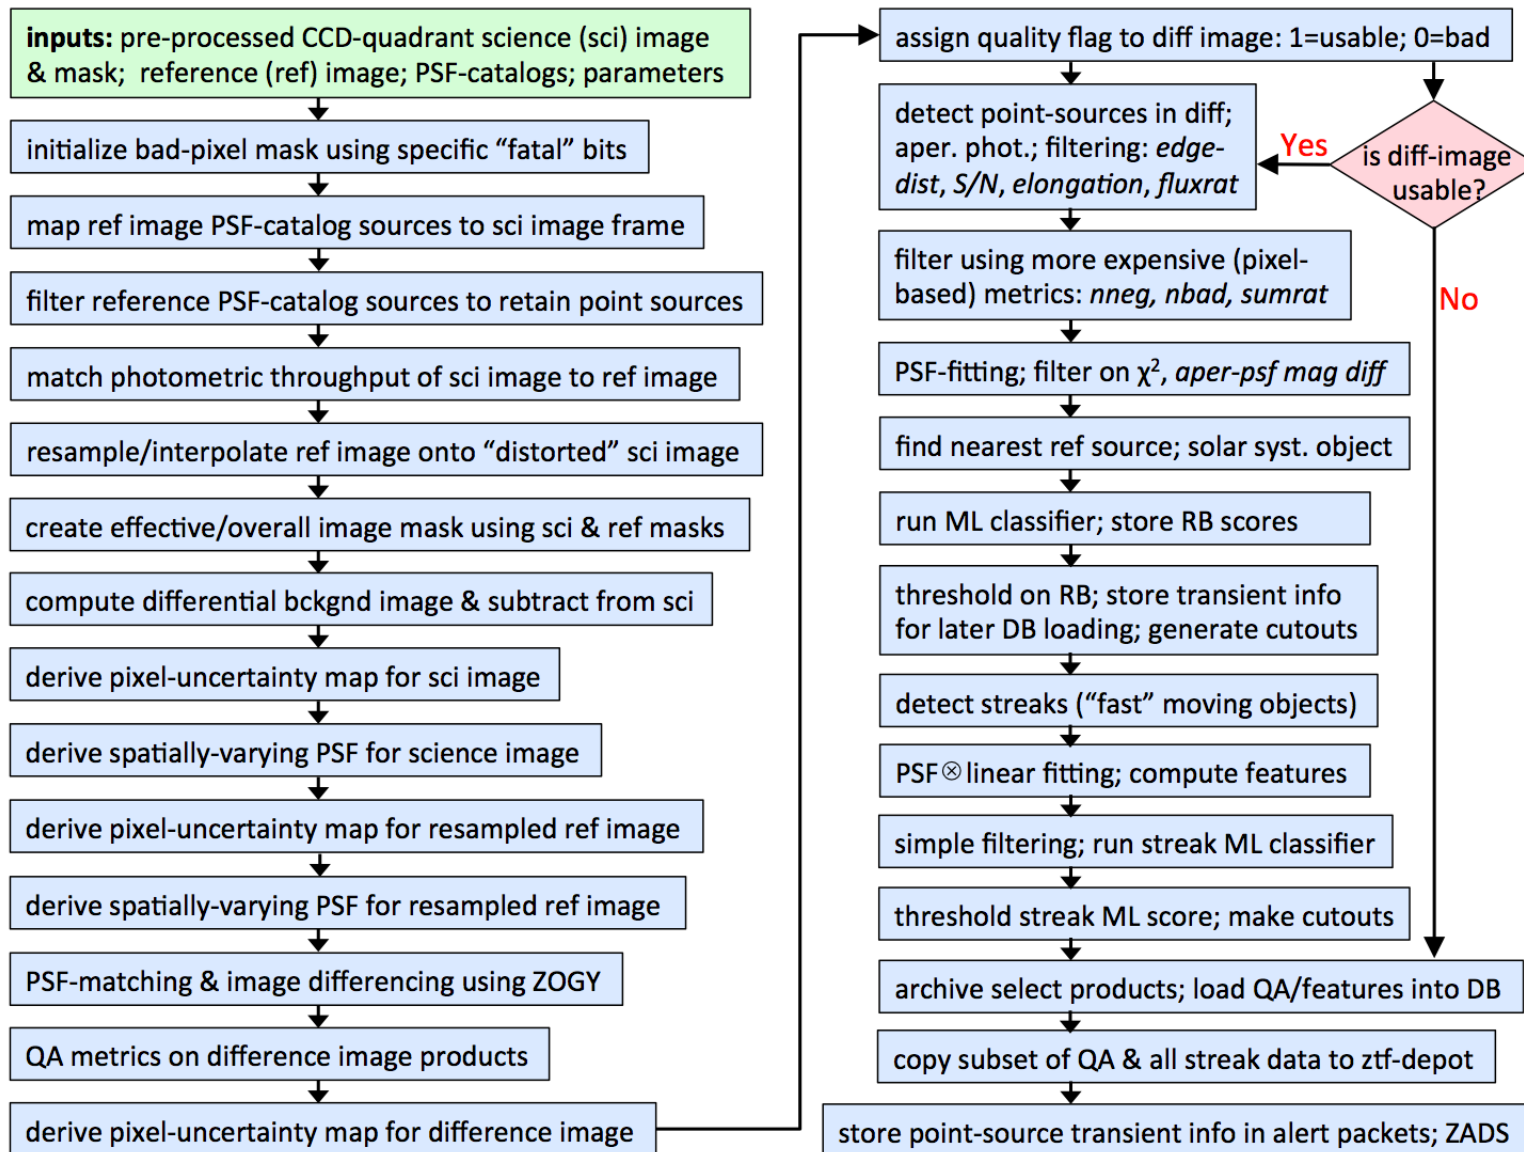 inputs: pre-processed CCD-quadrant science (sci) image
& mask; reference (ref) image; PSF-catalogs; parameters
initialize bad-pixel mask using specific “fatal” bits
map ref image PSF-catalog sources to sci image frame
filter reference PSF-catalog sources to retain point sources
match photometric throughput of sci image to ref image
resample/interpolate ref image onto “distorted” sci image
create effective/overall image mask using sci & ref masks
compute differential bckgnd image & subtract from sci
derive pixel-uncertainty map for sci image
derive spatially-varying PSF for science image
derive pixel-uncertainty map for resampled ref image
derive spatially-varying PSF for resampled ref image
PSF-matching & image differencing using ZOGY
QA metrics on difference image products
derive pixel-uncertainty map for difference image
assign quality flag to diff image: 1=usable; 0=bad
detect point-sources in diff;
aper. phot.; filtering: edge-
dist, S/N, elongation, fluxrat
Yes
is diff-image
usable?
No
filter using more expensive (pixel-
based) metrics: nneg, nbad, sumrat
PSF-fitting; filter on χ², aper-psf mag diff
find nearest ref source; solar syst. object
run ML classifier; store RB scores
threshold on RB; store transient info
for later DB loading; generate cutouts
detect streaks (“fast” moving objects)
PSF⊗linear fitting; compute features
simple filtering; run streak ML classifier
threshold streak ML score; make cutouts
archive select products; load QA/features into DB
copy subset of QA & all streak data to ztf-depot
store point-source transient info in alert packets; ZADS